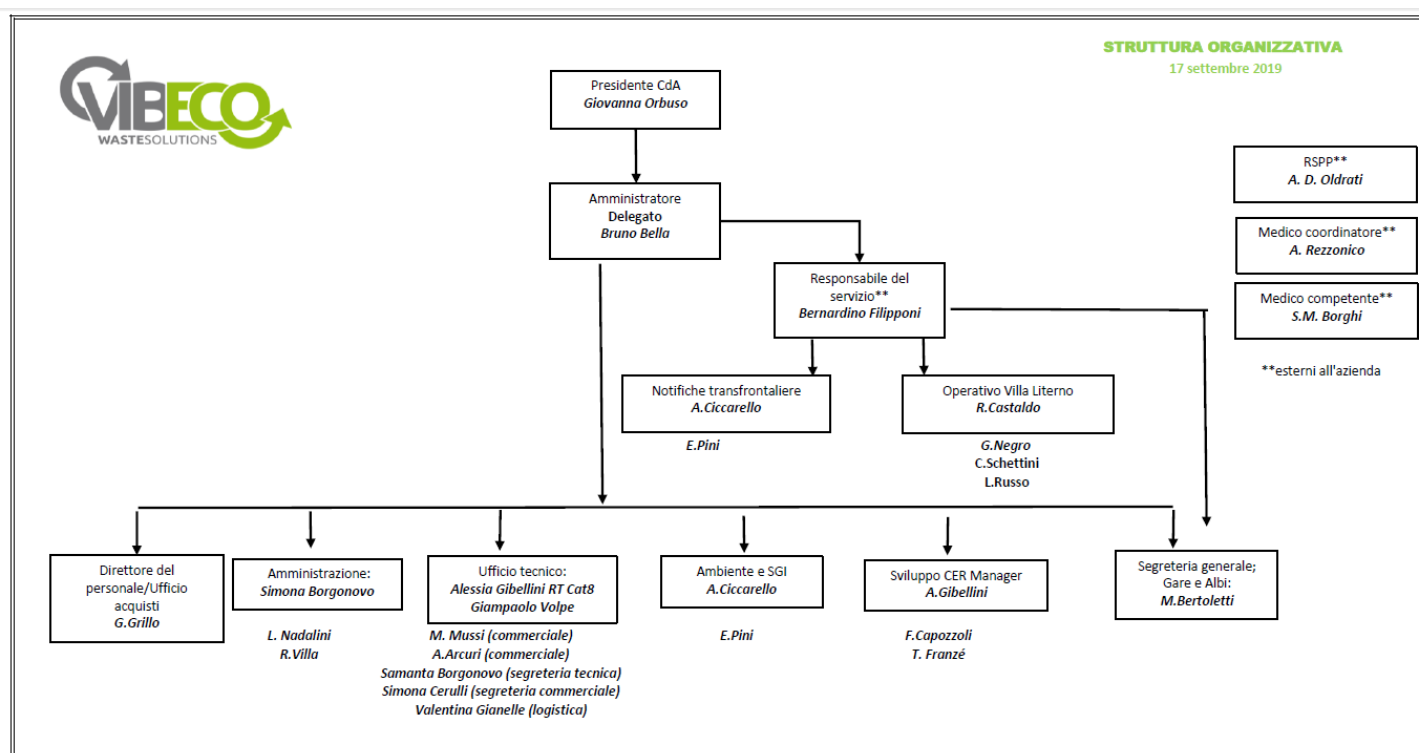 VIBECO
WASTESOLUTIONS
STRUTTURA ORGANIZZATIVA
17 settembre 2019
Presidente CdA
Giovanna Orbuso
Amministratore
Delegato
Bruno Bella
RSPP**
A. D. Oldrati
Medico coordinatore**
A. Rezzonico
Medico competente**
S.M. Borghi
**esterni all'azienda
Responsabile del
servizio**
Bernardino Filipponi
Notifiche transfrontaliere
A.Ciccarello
E.Pini
Operativo Villa Literno
R.Castaldo
G.Negro
C.Schettini
L.Russo
Direttore del
personale/Ufficio
acquisti
G.Grillo
Amministrazione:
Simona Borgonovo
L. Nadalini
R.Villa
Ufficio tecnico:
Alessia Gibellini RT Cat8
Giampaolo Volpe
M. Mussi (commerciale)
A.Arcuri (commerciale)
Samanta Borgonovo (segreteria tecnica)
Simona Cerulli (segreteria commerciale)
Valentina Gianelle (logistica)
Ambiente e SGI
A.Ciccarello
E.Pini
Sviluppo CER Manager
A.Gibellini
F.Capozzoli
T. Franzé
Segreteria generale;
Gare e Albi:
M.Bertoletti